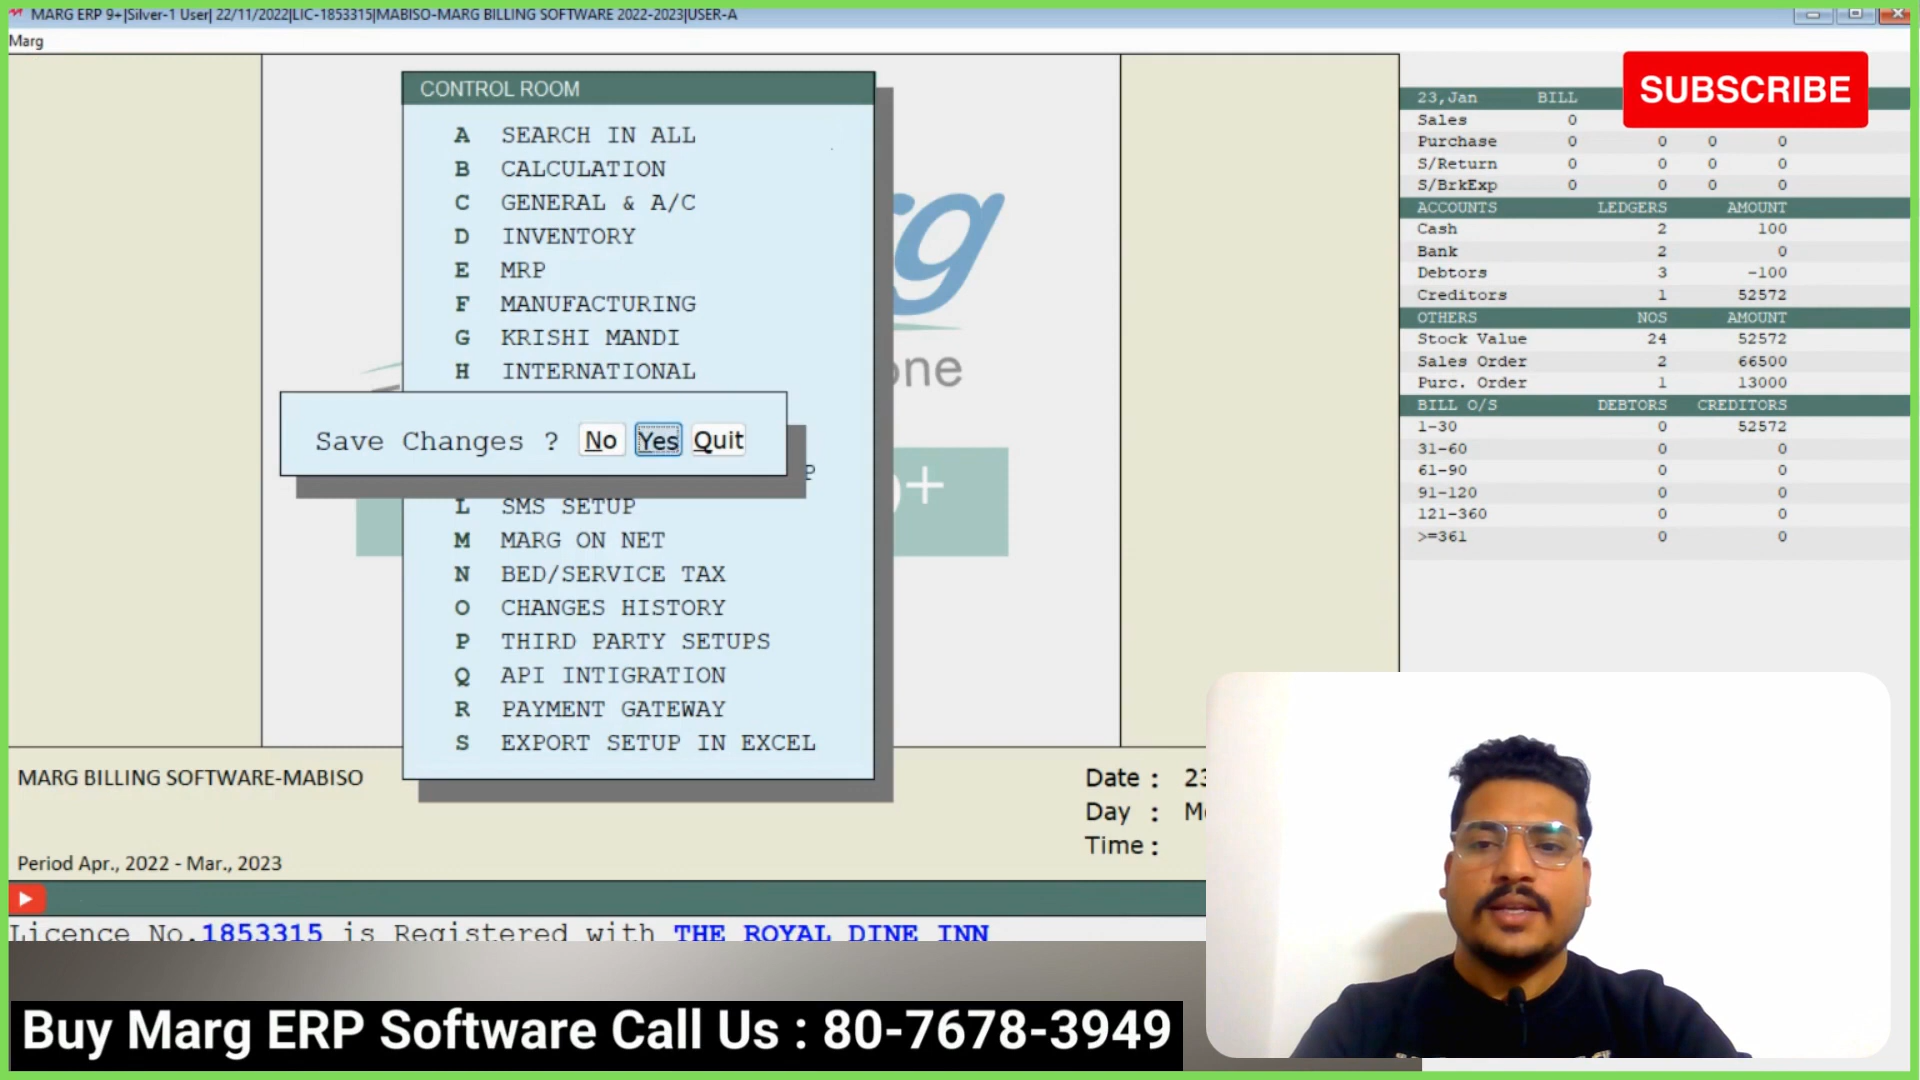 MARG ERP 9+|Silver-1 User| 22/11/2022|LIC-1853315|MABISO-MARG BILLING SOFTWARE 2022-2023|USER-A
Marg
CONTROL ROOM
A SEARCH IN ALL
B CALCULATION
C GENERAL & A/C
D INVENTORY
E MRP
F MANUFACTURING
G KRISHI MANDI
H INTERNATIONAL
Save Changes ? No Yes Quit
P
L SMS SETUP
M MARG ON NET
N BED/SERVICE TAX
O CHANGES HISTORY
P THIRD PARTY SETUPS
Q API INTIGRATION
R PAYMENT GATEWAY
S EXPORT SETUP IN EXCEL
rg
one
+
SUBSCRIBE
23,Jan BILL
Sales 0
Purchase 0 0 0 0
S/Return 0 0 0 0
S/BrkExp 0 0 0 0
ACCOUNTS LEDGERS AMOUNT
Cash 2 100
Bank 2 0
Debtors 3 -100
Creditors 1 52572
OTHERS NOS AMOUNT
Stock Value 24 52572
Sales Order 2 66500
Purc. Order 1 13000
BILL O/S DEBTORS CREDITORS
1-30 0 52572
31-60 0 0
61-90 0 0
91-120 0 0
121-360 0 0
>=361 0 0
MARG BILLING SOFTWARE-MABISO
Period Apr., 2022 - Mar., 2023
Date : 23
Day : Mo
Time :
Licence No.1853315 is Registered with THE ROYAL DINE INN
Buy Marg ERP Software Call Us : 80-7678-3949